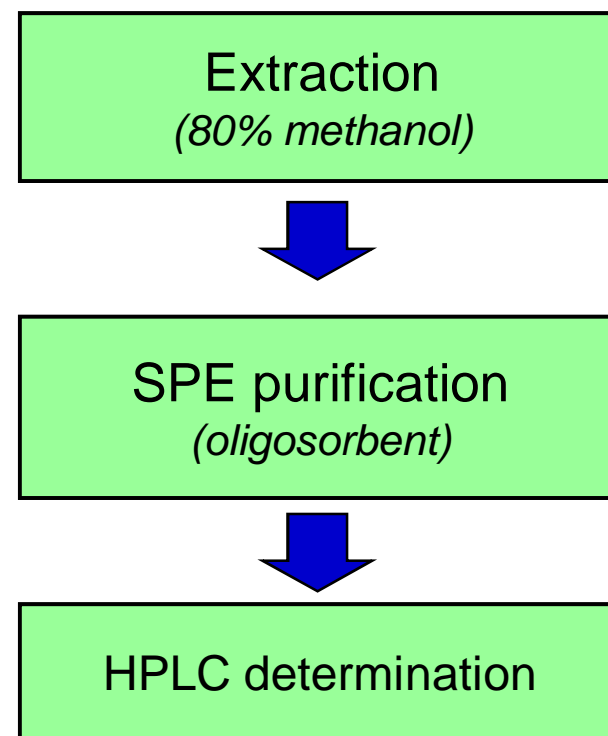 Extraction
(80% methanol)
SPE purification
(oligosorbent)
HPLC determination